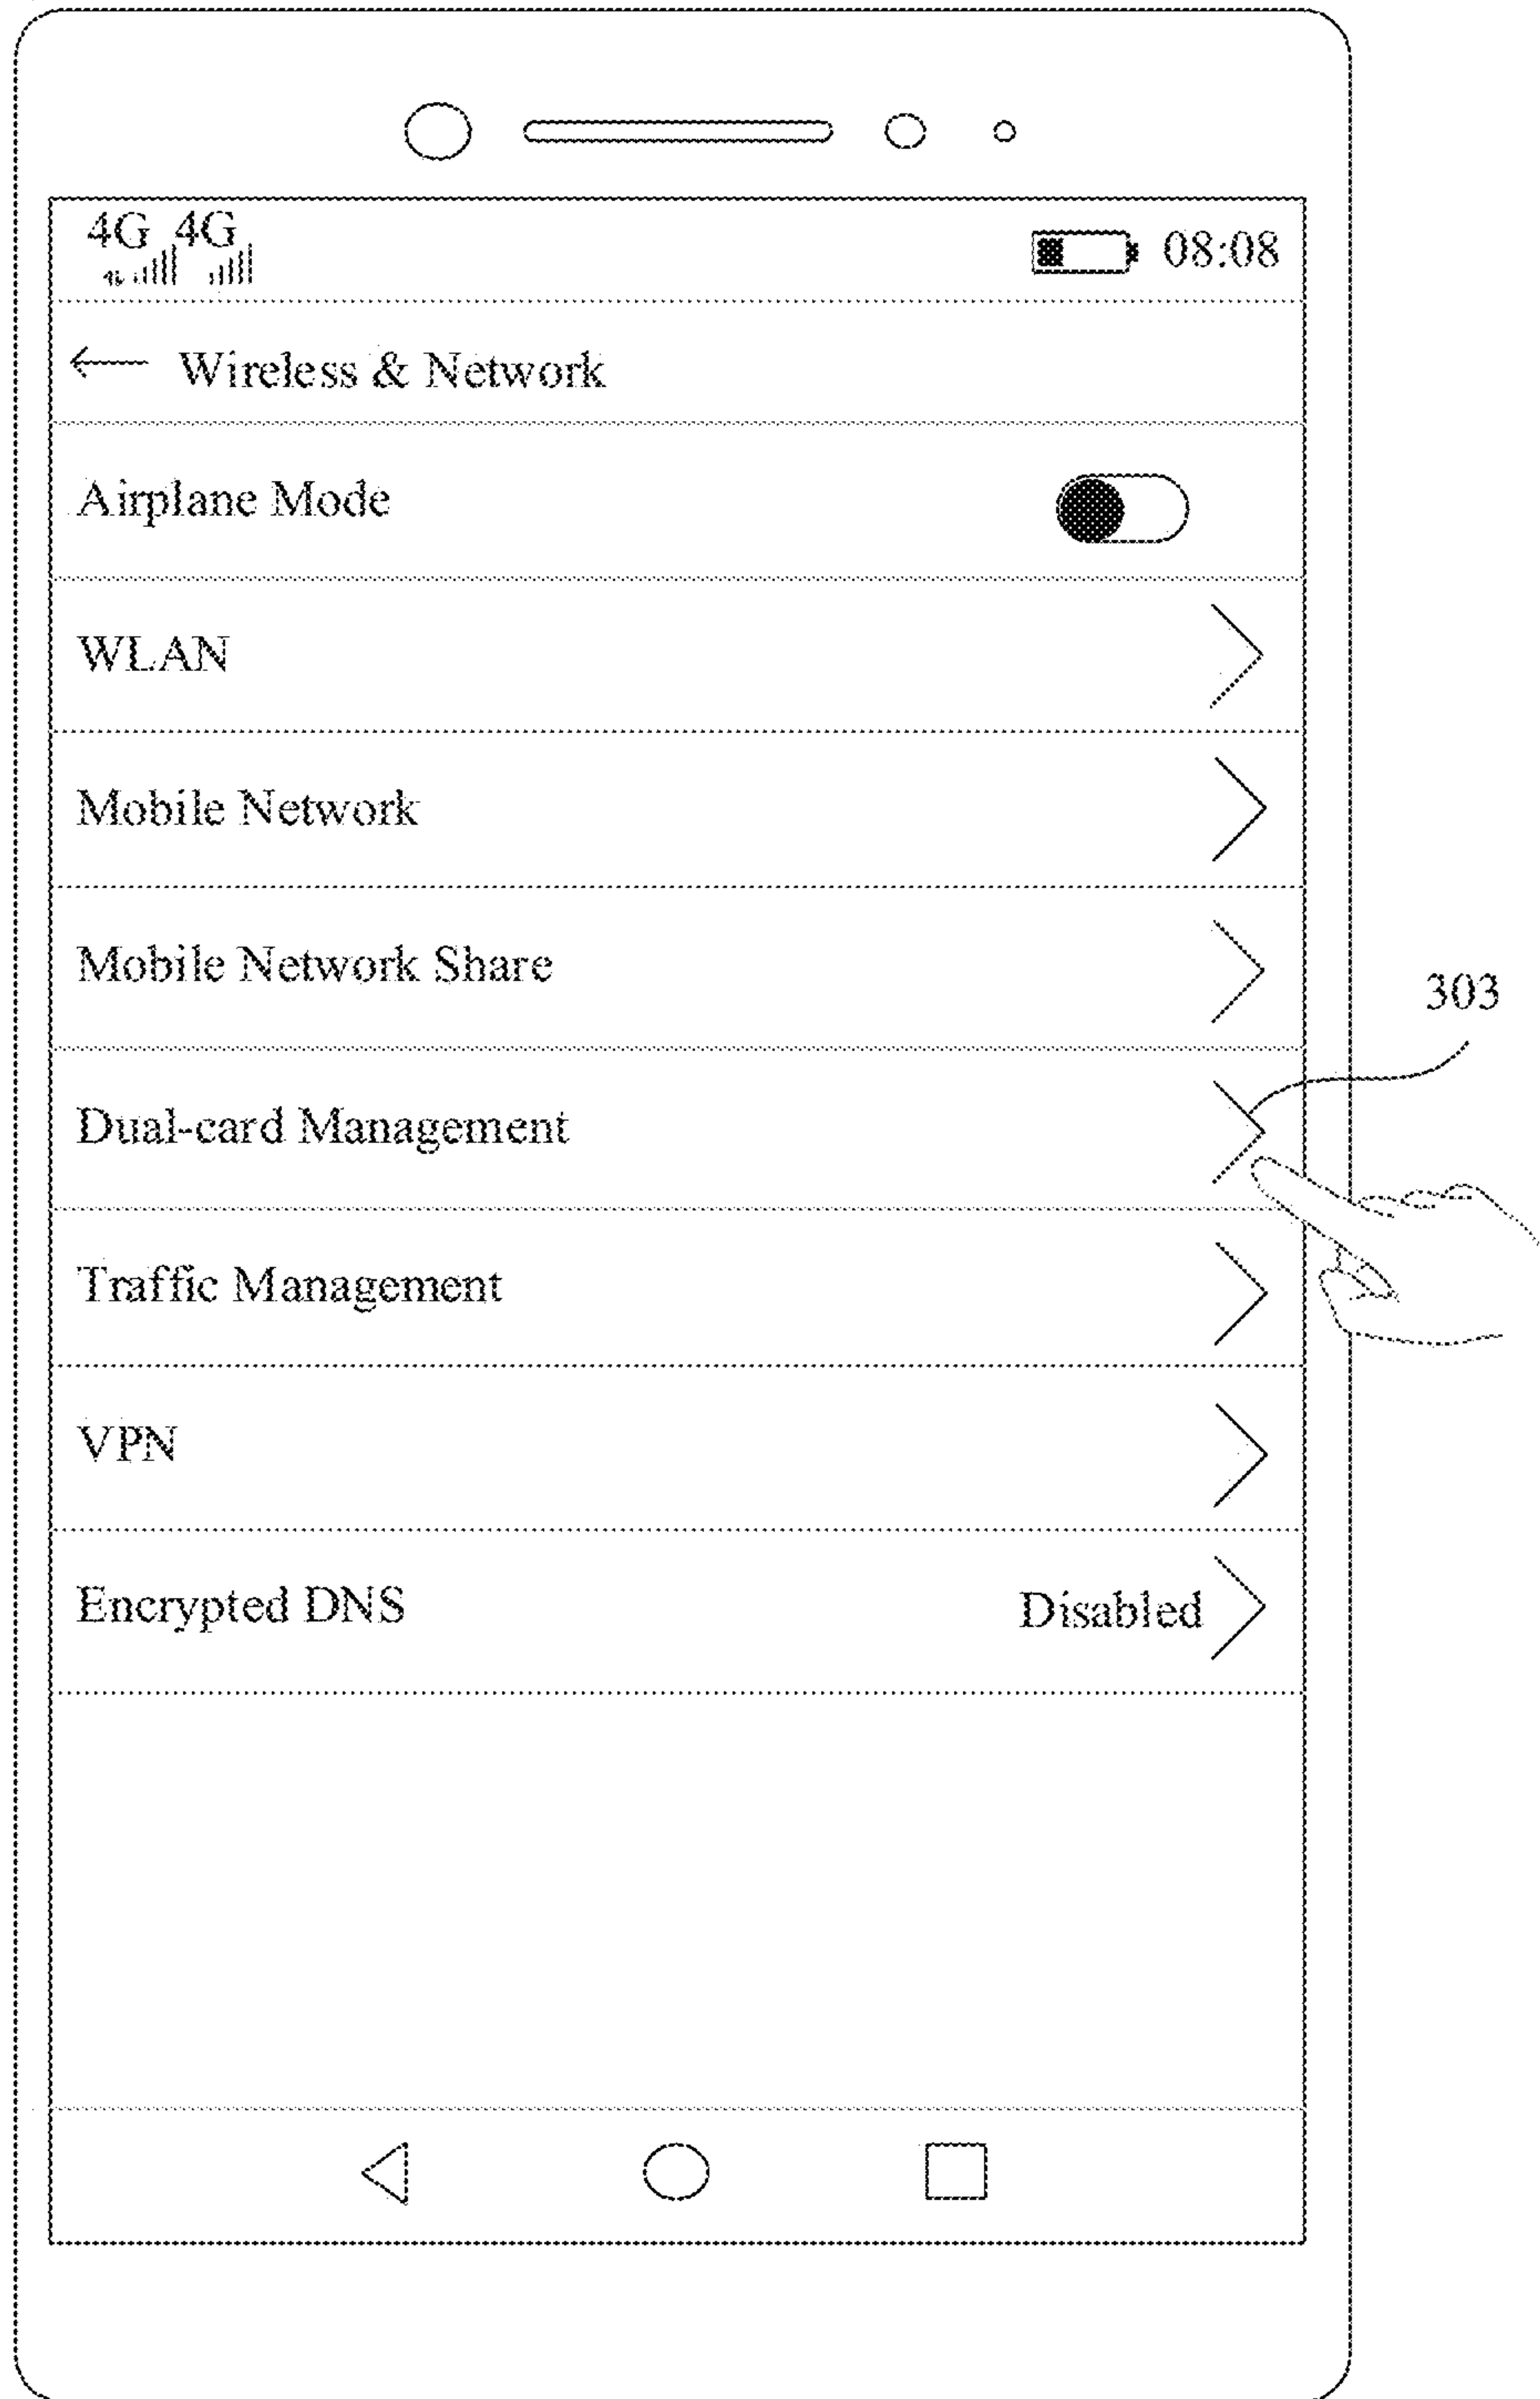 4G 4G
08:08
Wireless & Network
Airplane Mode
WLAN
Mobile Network
Mobile Network Share
303
Dual-card Management
Traffic Management
VPN
Encrypted DNS Disabled